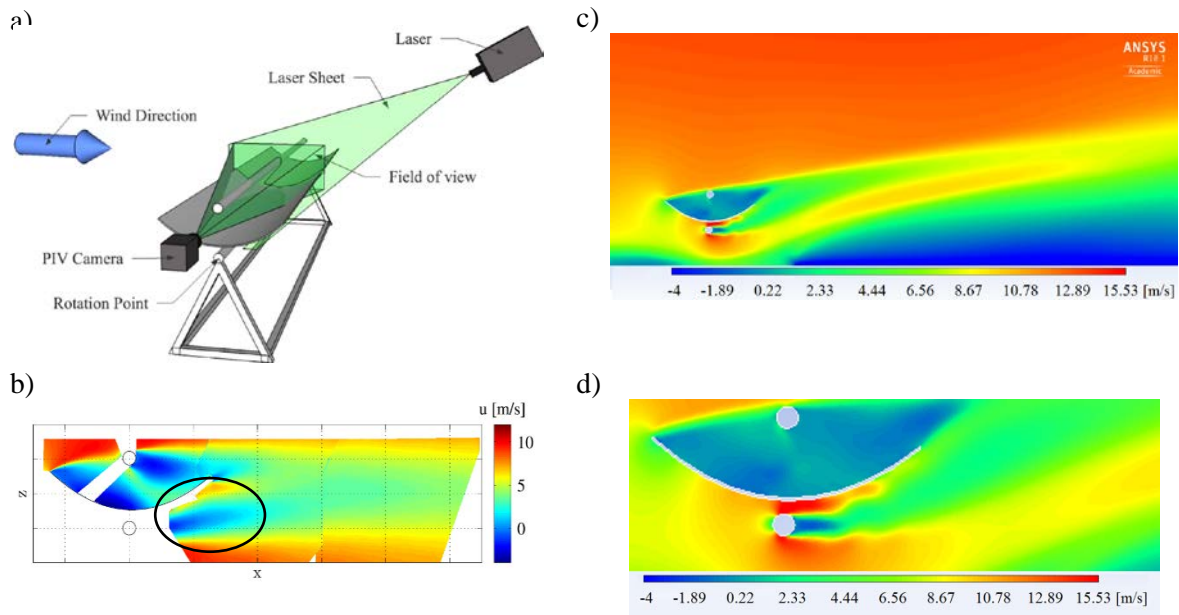 a)
Laser
Laser Sheet
Wind Direction
Field of view
PIV Camera
Rotation Point
b)
u [m/s]
10
5
0
z
x
c)
ANSYS
Academic
-4 -1.89 0.22 2.33 4.44 6.56 8.67 10.78 12.89 15.53 [m/s]
d)
-4 -1.89 0.22 2.33 4.44 6.56 8.67 10.78 12.89 15.53 [m/s]